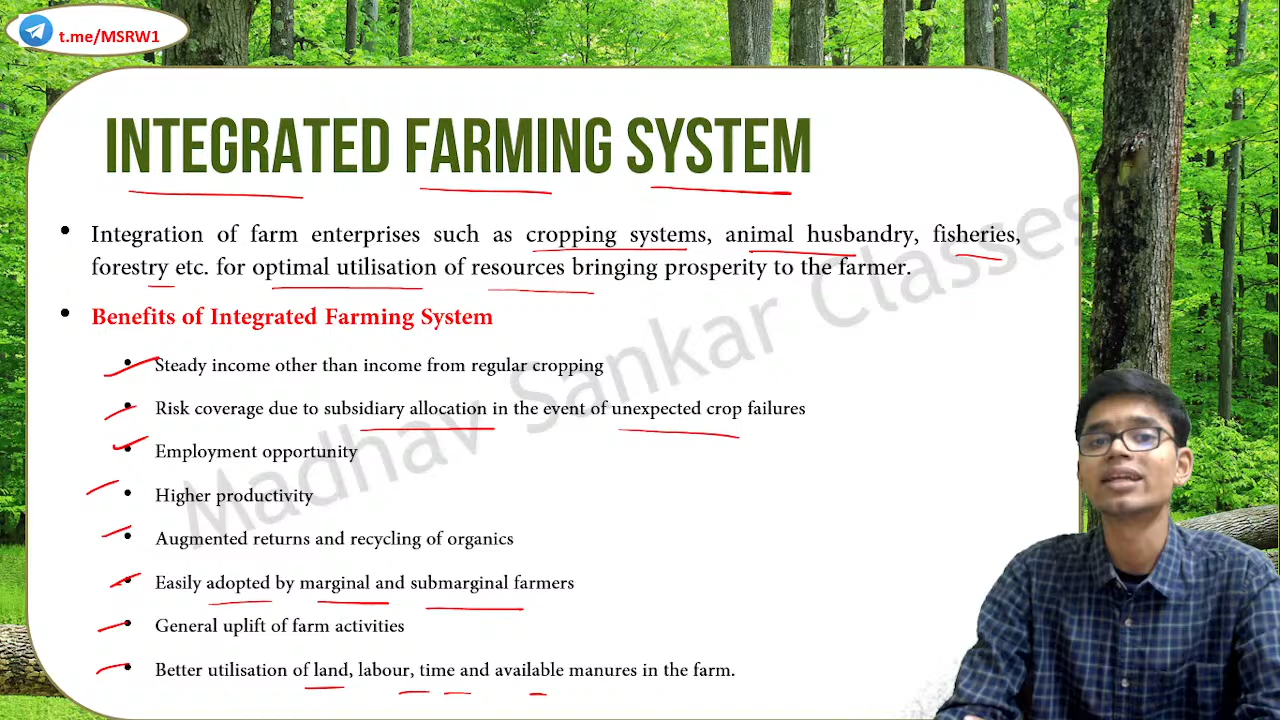 t.me/MSRW1
INTEGRATED FARMING SYSTEM
• Integration of farm enterprises such as cropping systems, animal husbandry, fisheries,
forestry etc. for optimal utilisation of resources bringing prosperity to the farmer.
• Benefits of Integrated Farming System
• Steady income other than income from regular cropping
• Risk coverage due to subsidiary allocation in the event of unexpected crop failures
• Employment opportunity
• Higher productivity
• Augmented returns and recycling of organics
• Easily adopted by marginal and submarginal farmers
• General uplift of farm activities
• Better utilisation of land, labour, time and available manures in the farm.
Madhav Sankar Classes